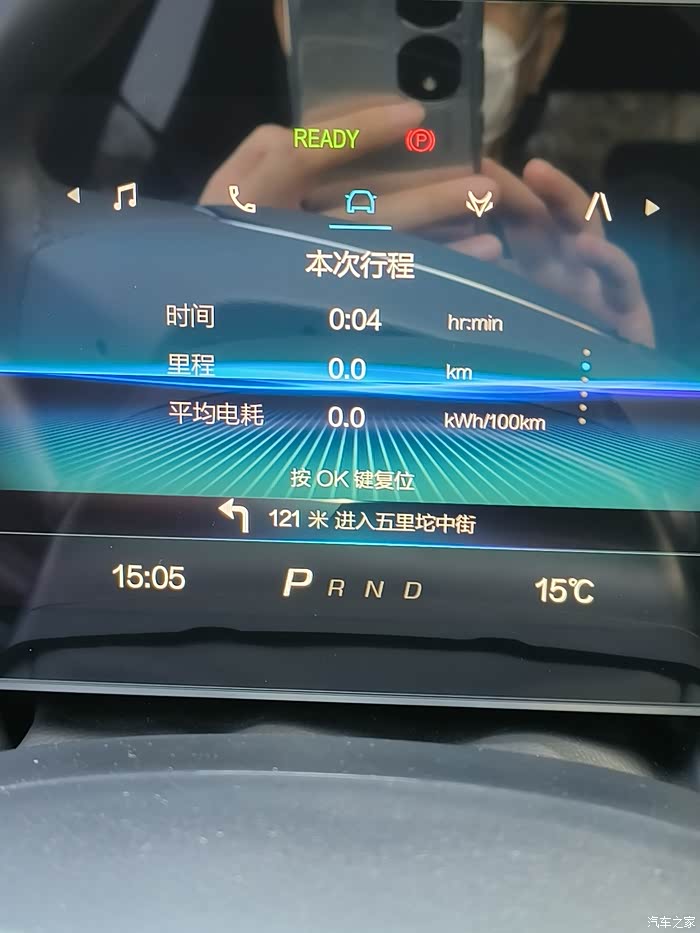 READY
本次行程
时间 0:04 hr:min
里程 0.0 km
平均电耗 0.0 kWh/100km
按 OK 键复位
121 米 进入五里坨中街
15:05 P R N D 15℃
汽车之家